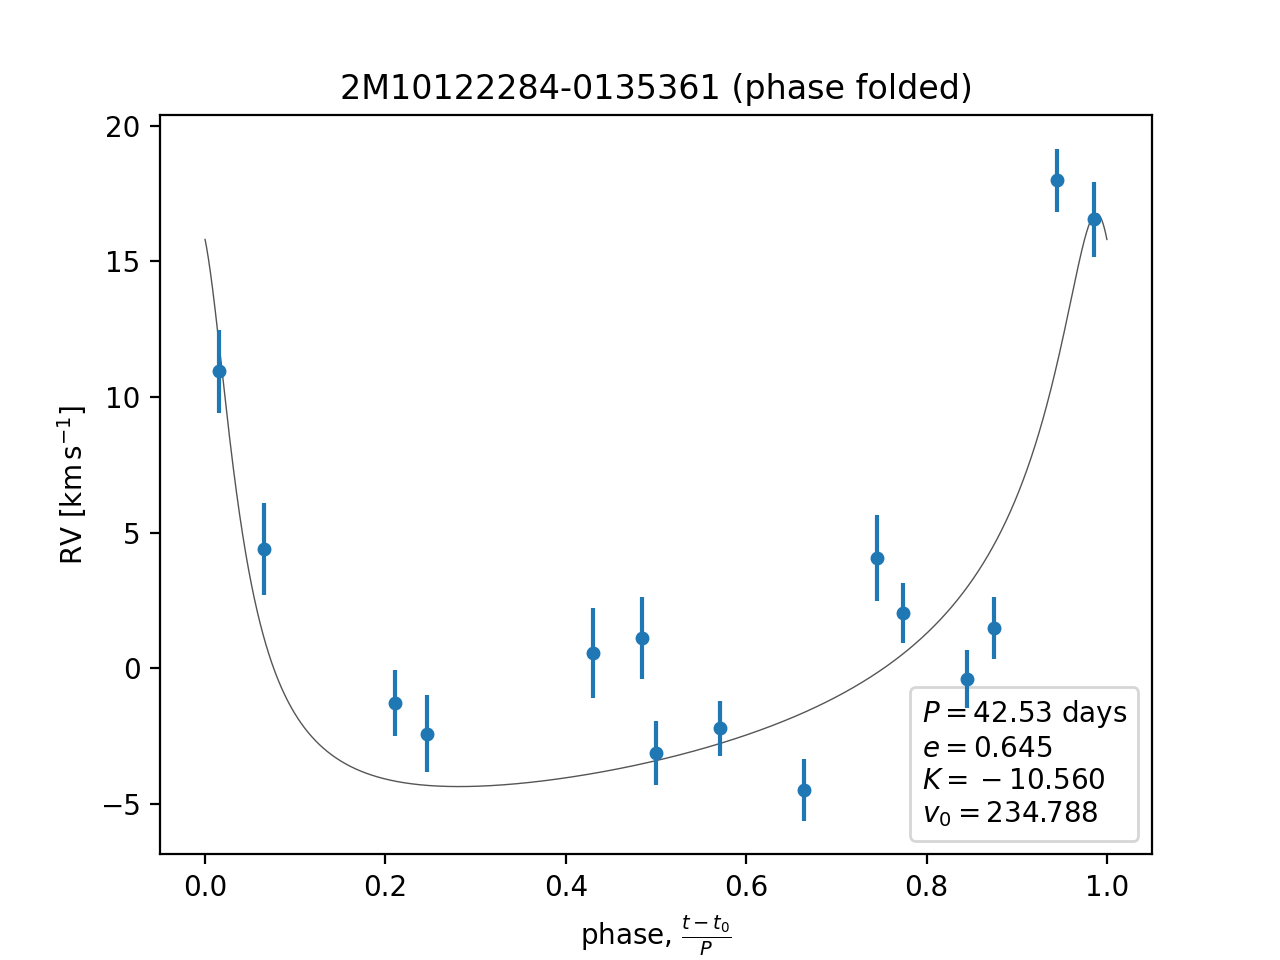 2M10122284-0135361 (phase folded)
20
15
10
5
0
−5
RV [km s⁻¹]
P = 42.53 days
e = 0.645
K = − 10.560
v₀ = 234.788
0.0 0.2 0.4 0.6 0.8 1.0
phase, (t − t₀)/P